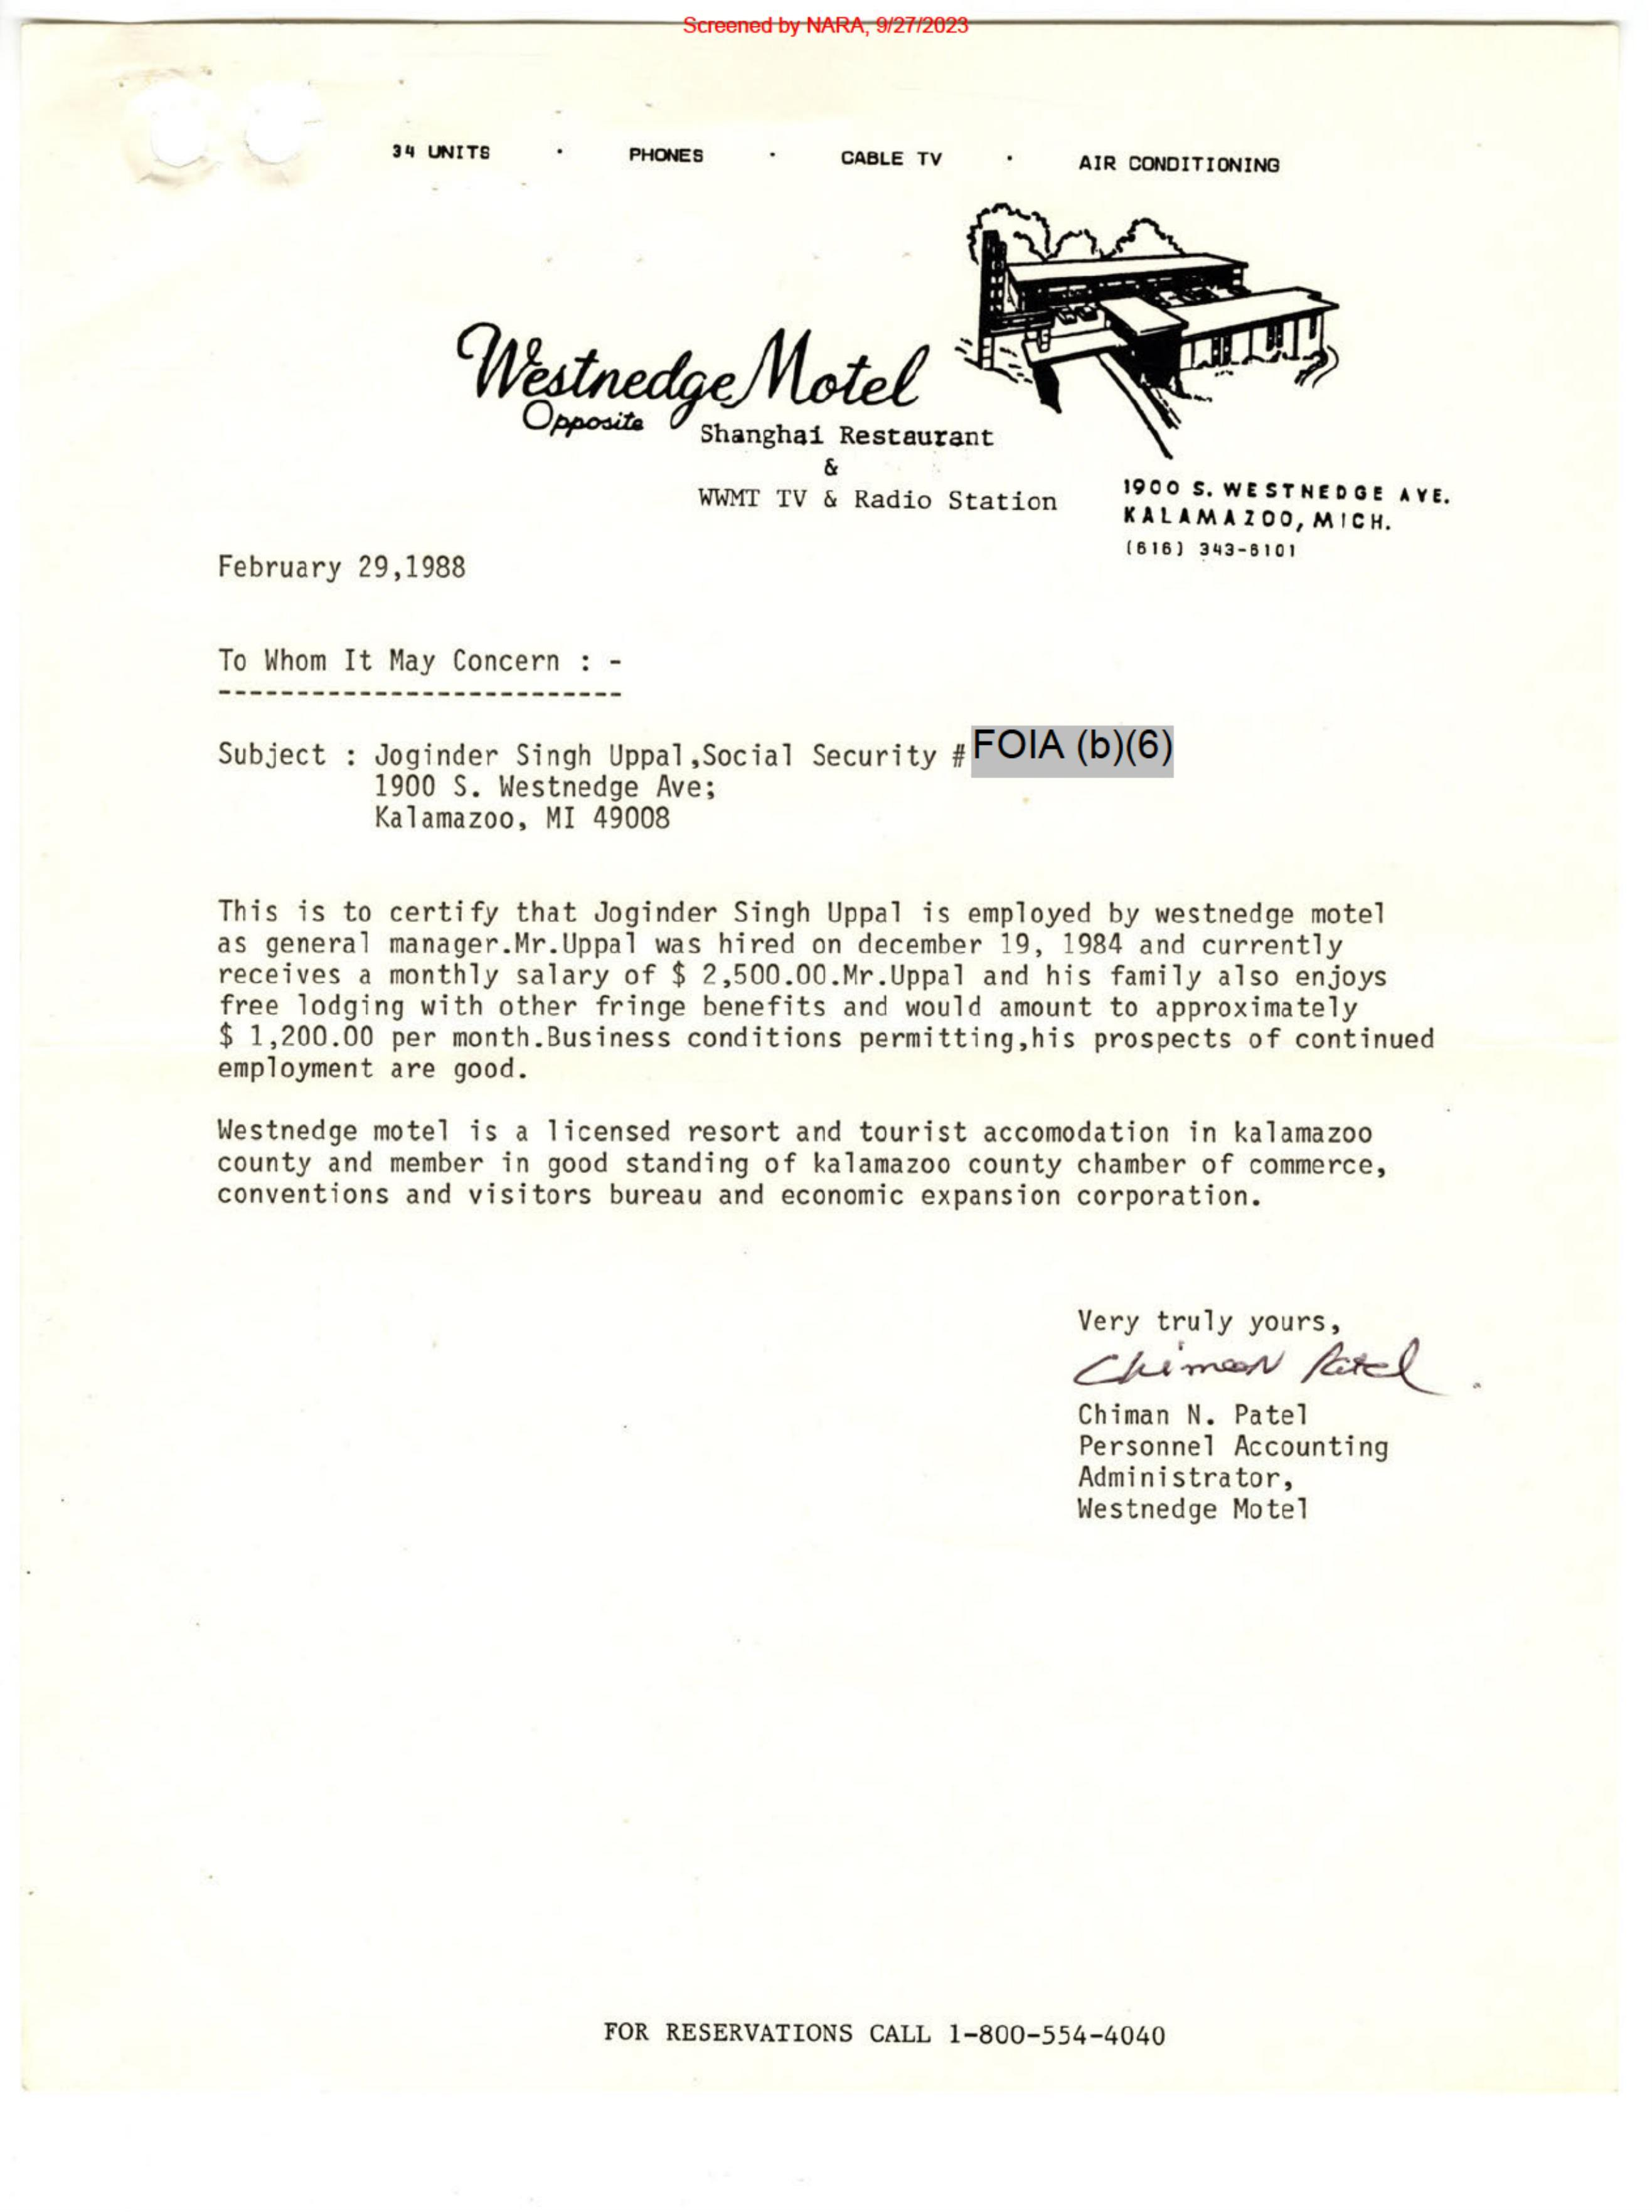 Screened by NARA, 9/27/2023
34 UNITS · PHONES · CABLE TV · AIR CONDITIONING
Westnedge Motel
Opposite Shanghai Restaurant
&
WWMT TV & Radio Station
1900 S. WESTNEDGE AVE.
KALAMAZOO, MICH.
(616) 343-6101
February 29,1988
To Whom It May Concern : -
--------------------------
Subject : Joginder Singh Uppal,Social Security # FOIA (b)(6)
1900 S. Westnedge Ave;
Kalamazoo, MI 49008
This is to certify that Joginder Singh Uppal is employed by westnedge motel
as general manager.Mr.Uppal was hired on december 19, 1984 and currently
receives a monthly salary of $ 2,500.00.Mr.Uppal and his family also enjoys
free lodging with other fringe benefits and would amount to approximately
$ 1,200.00 per month.Business conditions permitting,his prospects of continued
employment are good.
Westnedge motel is a licensed resort and tourist accomodation in kalamazoo
county and member in good standing of kalamazoo county chamber of commerce,
conventions and visitors bureau and economic expansion corporation.
Very truly yours,
Chiman Patel
Chiman N. Patel
Personnel Accounting
Administrator,
Westnedge Motel
FOR RESERVATIONS CALL 1-800-554-4040